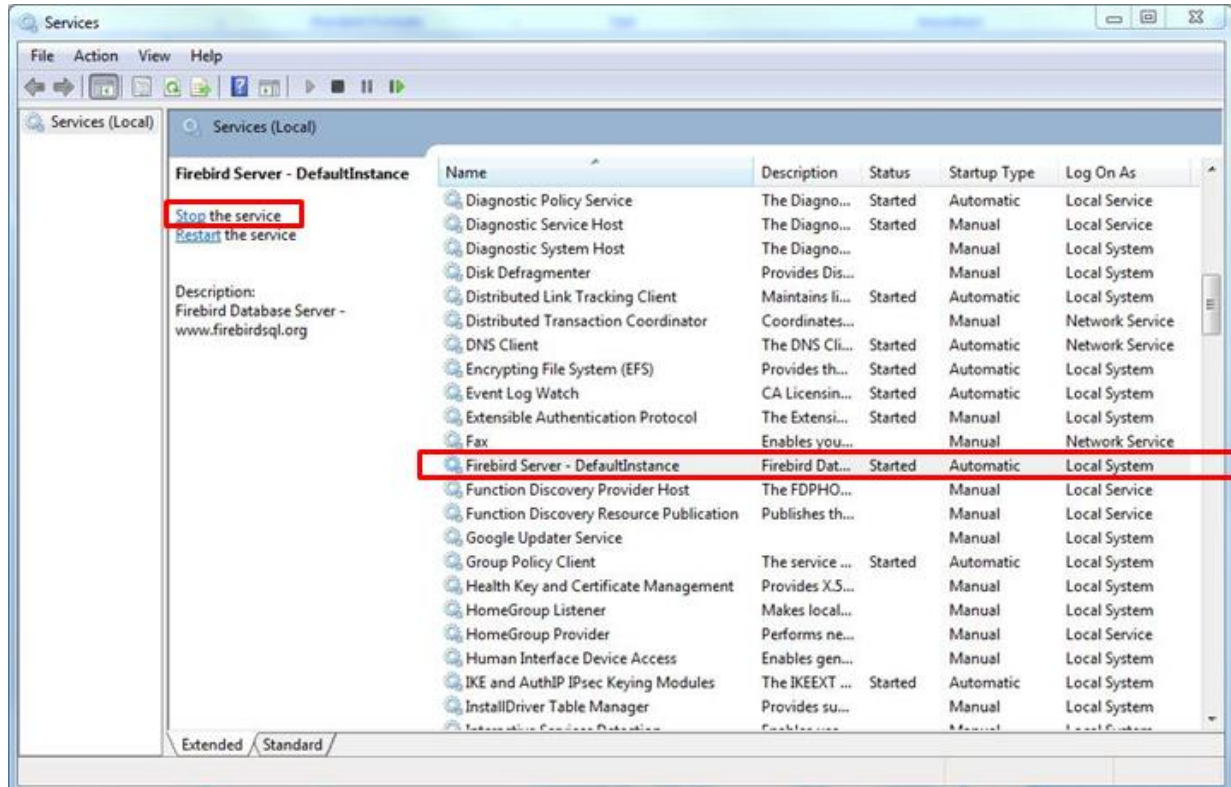 Services
File Action View Help
Services (Local)
Services (Local)
Firebird Server - DefaultInstance
Stop the service
Restart the service
Description:
Firebird Database Server -
www.firebirdsql.org
Name Description Status Startup Type Log On As
Diagnostic Policy Service The Diagno... Started Automatic Local Service
Diagnostic Service Host The Diagno... Started Manual Local Service
Diagnostic System Host The Diagno... Manual Local System
Disk Defragmenter Provides Dis... Manual Local System
Distributed Link Tracking Client Maintains li... Started Automatic Local System
Distributed Transaction Coordinator Coordinates... Manual Network Service
DNS Client The DNS Cli... Started Automatic Network Service
Encrypting File System (EFS) Provides th... Started Automatic Local System
Event Log Watch CA Licensin... Started Automatic Local System
Extensible Authentication Protocol The Extensi... Started Manual Local System
Fax Enables you... Manual Network Service
Firebird Server - DefaultInstance Firebird Dat... Started Automatic Local System
Function Discovery Provider Host The FDPHO... Manual Local Service
Function Discovery Resource Publication Publishes th... Manual Local Service
Google Updater Service Manual Local System
Group Policy Client The service ... Started Automatic Local System
Health Key and Certificate Management Provides X.5... Manual Local System
HomeGroup Listener Makes local... Manual Local System
HomeGroup Provider Performs ne... Manual Local Service
Human Interface Device Access Enables gen... Manual Local System
IKE and AuthIP IPsec Keying Modules The IKEEXT ... Started Automatic Local System
InstallDriver Table Manager Provides su... Manual Local System
Interactive Services Detection Manual Local System
Extended Standard